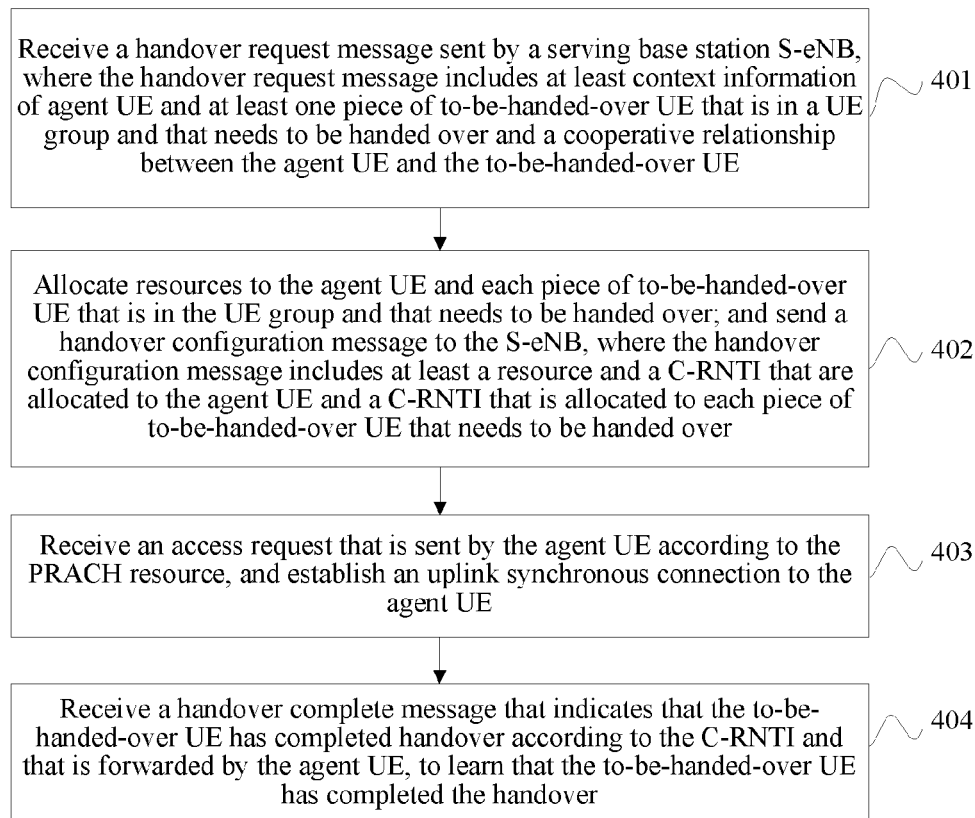 Receive a handover request message sent by a serving base station S-eNB,
where the handover request message includes at least context information
of agent UE and at least one piece of to-be-handed-over UE that is in a UE
group and that needs to be handed over and a cooperative relationship
between the agent UE and the to-be-handed-over UE
401
Allocate resources to the agent UE and each piece of to-be-handed-over
UE that is in the UE group and that needs to be handed over; and send a
handover configuration message to the S-eNB, where the handover
configuration message includes at least a resource and a C-RNTI that are
allocated to the agent UE and a C-RNTI that is allocated to each piece of
to-be-handed-over UE that needs to be handed over
402
Receive an access request that is sent by the agent UE according to the
PRACH resource, and establish an uplink synchronous connection to the
agent UE
403
Receive a handover complete message that indicates that the to-be-
handed-over UE has completed handover according to the C-RNTI and
that is forwarded by the agent UE, to learn that the to-be-handed-over UE
has completed the handover
404